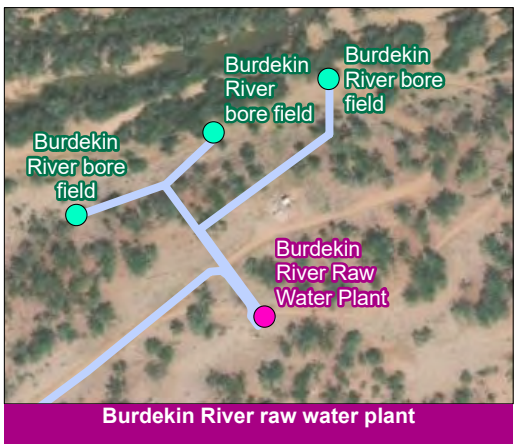 Burdekin
River bore
field
Burdekin
River
bore field
Burdekin
River bore
field
Burdekin
River Raw
Water Plant
Burdekin River raw water plant